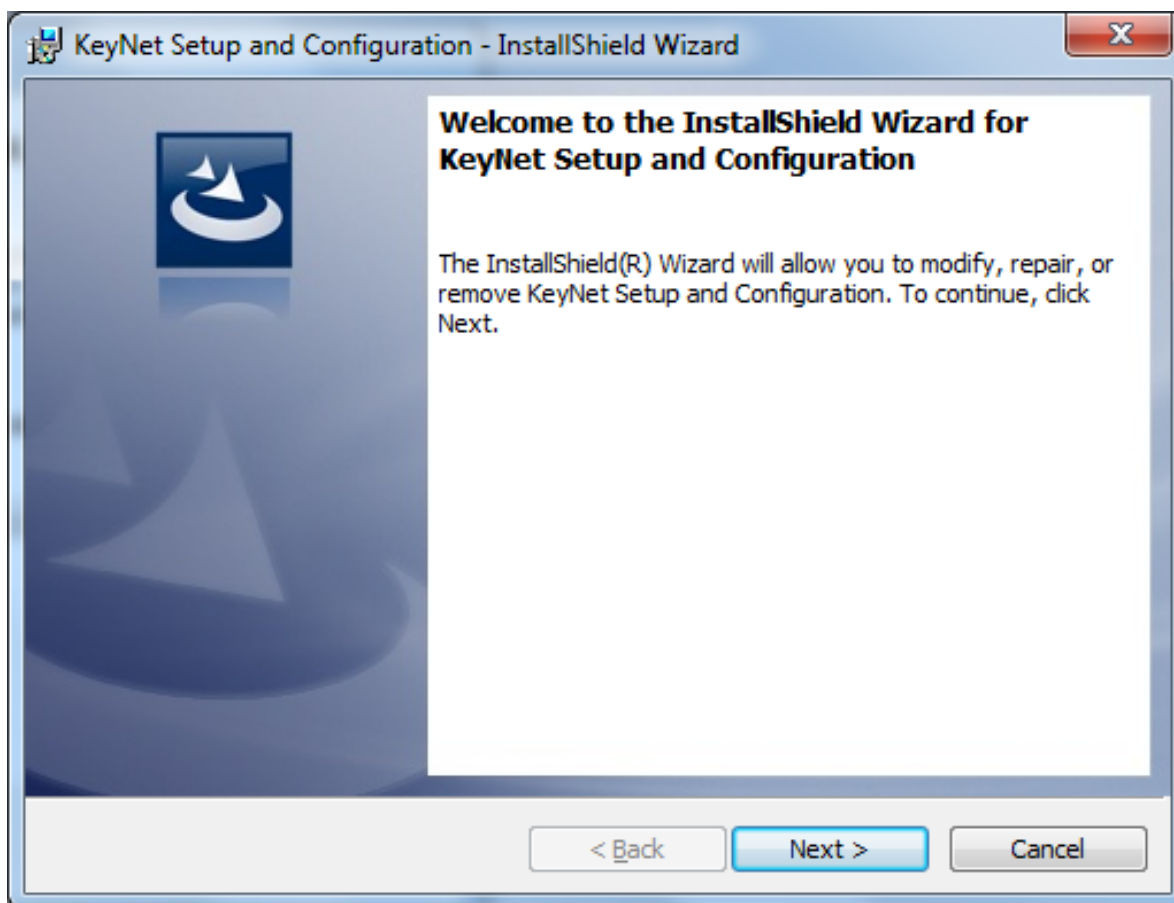 KeyNet Setup and Configuration - InstallShield Wizard
X
Welcome to the InstallShield Wizard for
KeyNet Setup and Configuration
The InstallShield(R) Wizard will allow you to modify, repair, or
remove KeyNet Setup and Configuration. To continue, click
Next.
< Back
Next >
Cancel